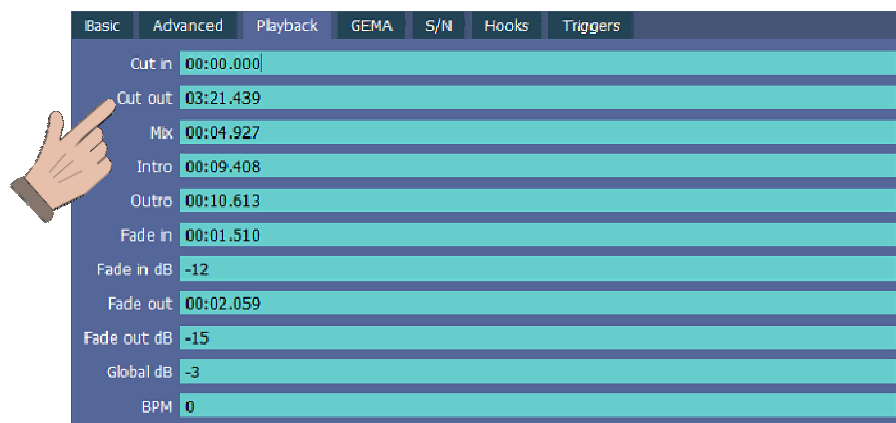 Basic Advanced Playback GEMA S/N Hooks Triggers
Cut in 00:00.000
Cut out 03:21.439
Mix 00:04.927
Intro 00:09.408
Outro 00:10.613
Fade in 00:01.510
Fade in dB -12
Fade out 00:02.059
Fade out dB -15
Global dB -3
BPM 0